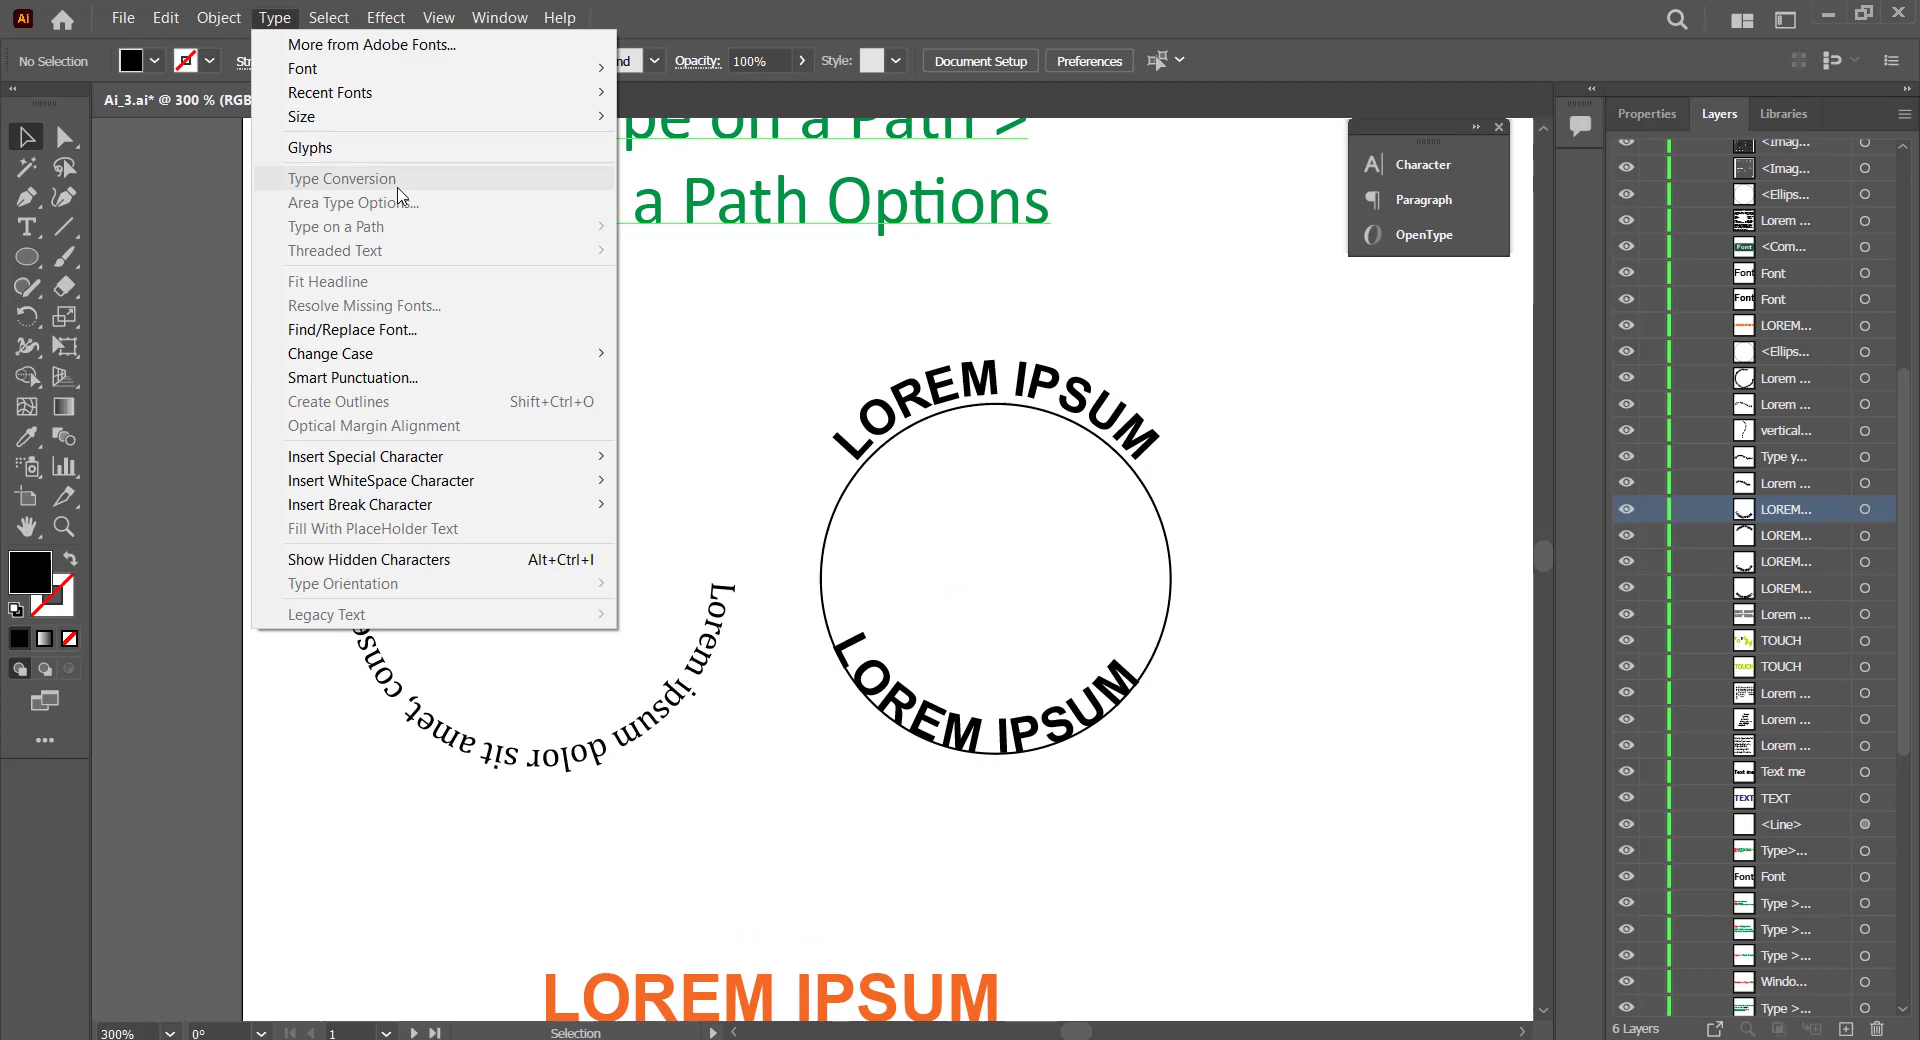 Ai
File Edit Object Type Select Effect View Window Help
No Selection
Str
nd
Opacity: 100%
Style:
Document Setup
Preferences
Ai_3.ai* @ 300 % (RGB
More from Adobe Fonts...
Font
Recent Fonts
Size
Glyphs
Type Conversion
Area Type Options...
Type on a Path
Threaded Text
Fit Headline
Resolve Missing Fonts...
Find/Replace Font...
Change Case
Smart Punctuation...
Create Outlines Shift+Ctrl+O
Optical Margin Alignment
Insert Special Character
Insert WhiteSpace Character
Insert Break Character
Fill With PlaceHolder Text
Show Hidden Characters Alt+Ctrl+I
Type Orientation
Legacy Text
pe on a Path >
a Path Options
LOREM IPSUM
LOREM IPSUM
Lorem ipsum dolor sit amet, conse
LOREM IPSUM
Character
Paragraph
OpenType
Properties Layers Libraries
<Imag...
<Imag...
<Ellips...
Lorem ...
<Com...
Font
Font
LOREM...
<Ellips...
Lorem ...
Lorem ...
vertical...
Type y...
Lorem ...
LOREM...
LOREM...
LOREM...
LOREM...
Lorem ...
TOUCH
TOUCH
Lorem ...
Lorem ...
Lorem ...
Text me
TEXT
<Line>
Type>...
Font
Type >...
Type >...
Type >...
Windo...
Type >...
6 Layers
300% 0° 1 Selection